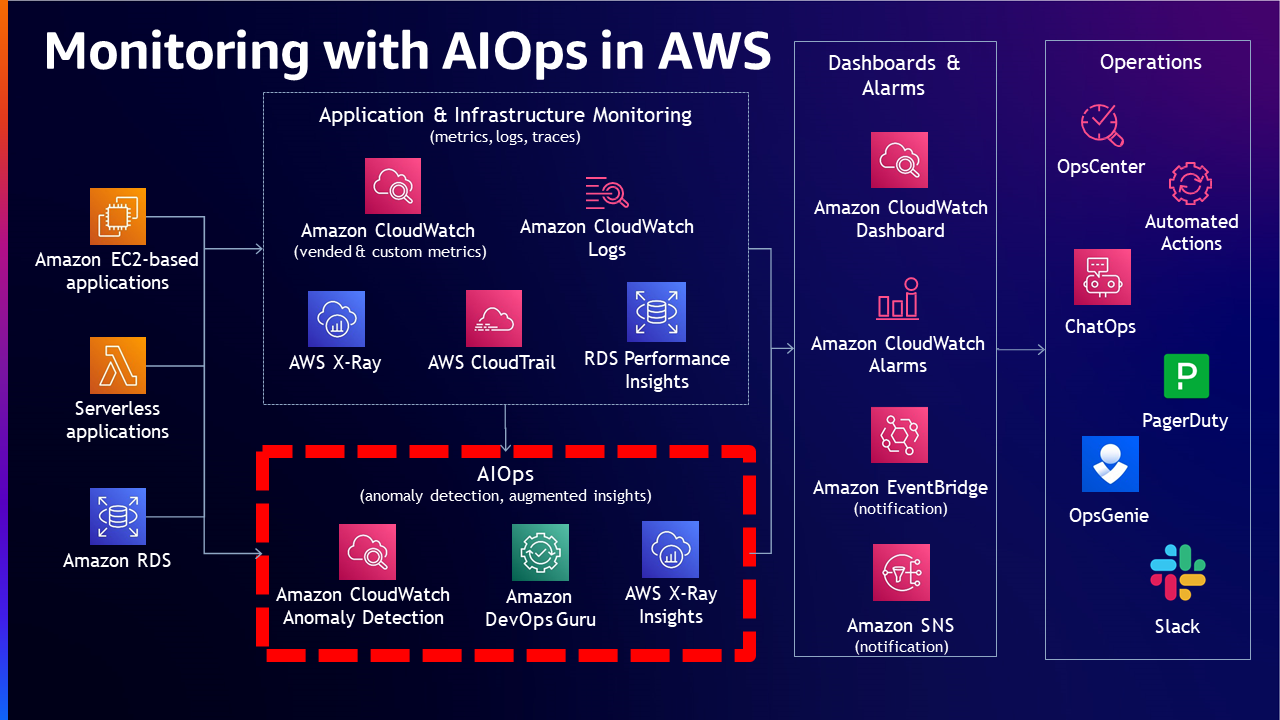 Monitoring with AIOps in AWS
Amazon EC2-based
applications
Serverless
applications
Amazon RDS
Application & Infrastructure Monitoring
(metrics, logs, traces)
Amazon CloudWatch
(vended & custom metrics)
Amazon CloudWatch
Logs
AWS X-Ray
AWS CloudTrail
RDS Performance
Insights
AIOps
(anomaly detection, augmented insights)
Amazon CloudWatch
Anomaly Detection
Amazon
DevOps Guru
AWS X-Ray
Insights
Dashboards &
Alarms
Amazon CloudWatch
Dashboard
Amazon CloudWatch
Alarms
Amazon EventBridge
(notification)
Amazon SNS
(notification)
Operations
OpsCenter
Automated
Actions
ChatOps
P
PagerDuty
OpsGenie
Slack